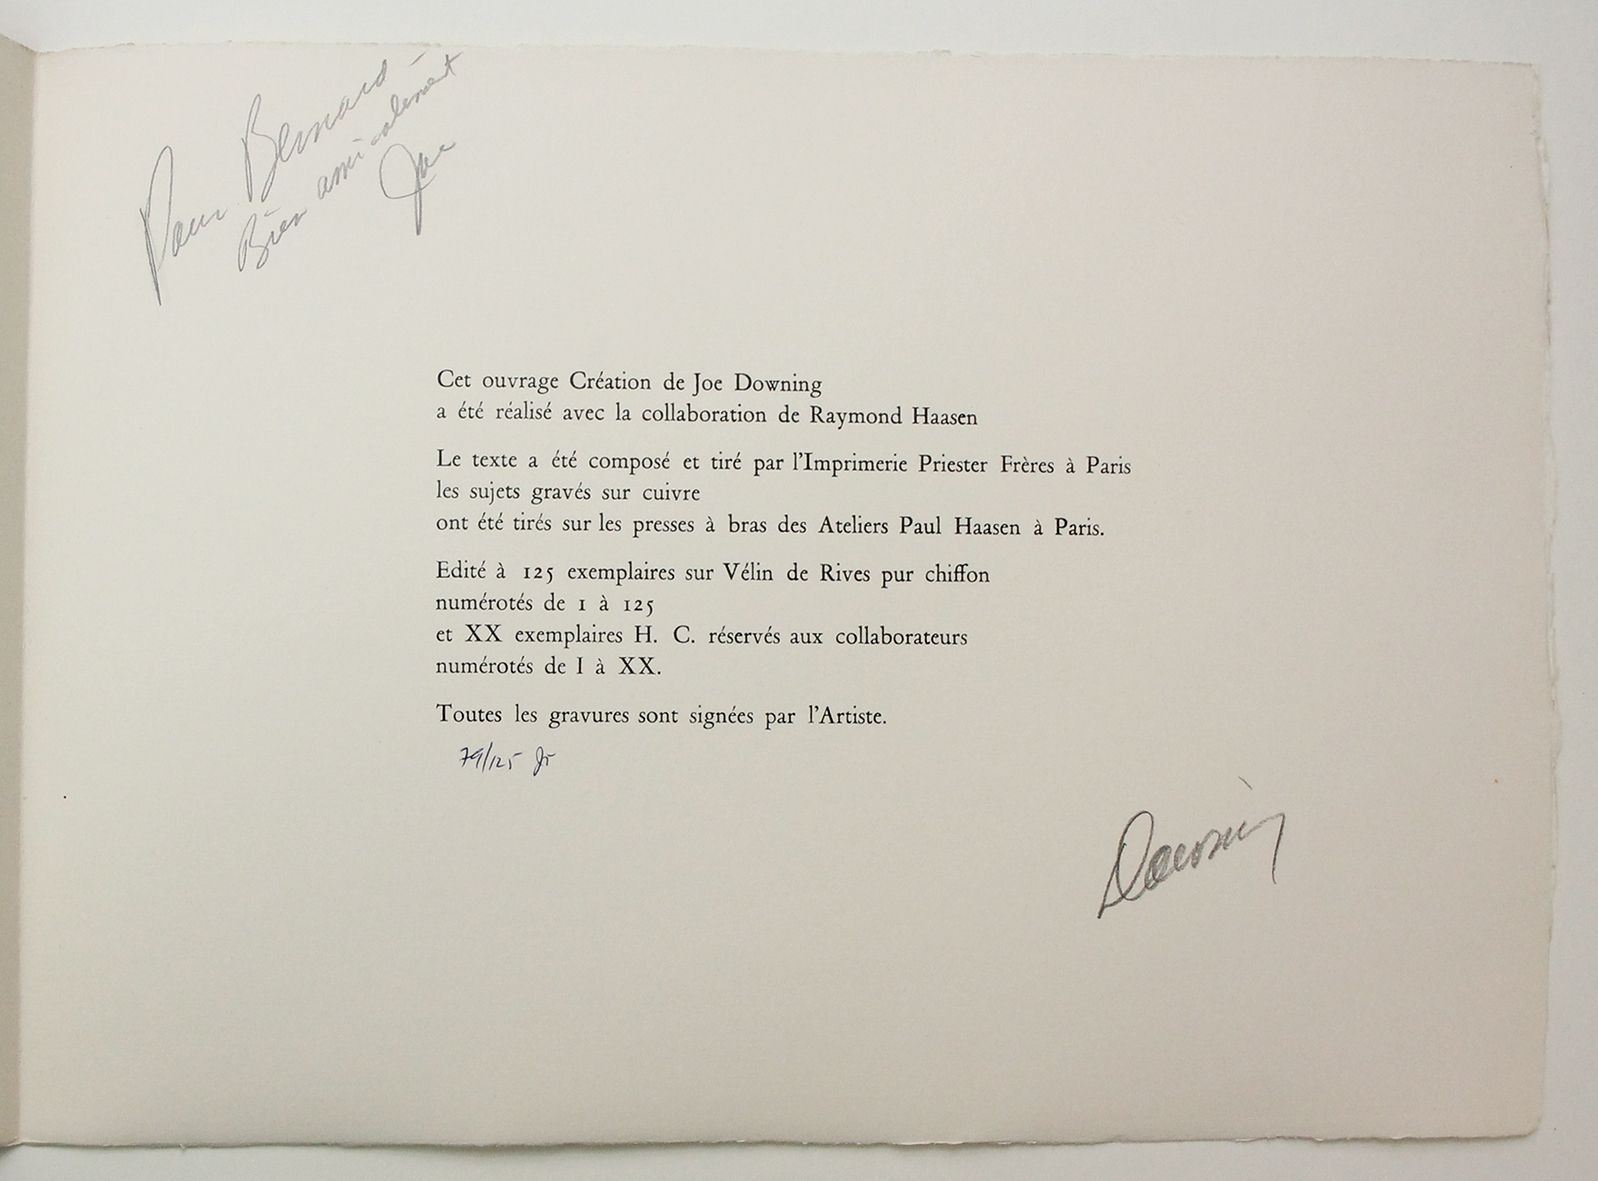 Pour Bernard –
Bien amicalement
Joe
Cet ouvrage Création de Joe Downing
a été réalisé avec la collaboration de Raymond Haasen
Le texte a été composé et tiré par l'Imprimerie Priester Frères à Paris
les sujets gravés sur cuivre
ont été tirés sur les presses à bras des Ateliers Paul Haasen à Paris.
Edité à 125 exemplaires sur Vélin de Rives pur chiffon
numérotés de 1 à 125
et XX exemplaires H. C. réservés aux collaborateurs
numérotés de I à XX.
Toutes les gravures sont signées par l'Artiste.
79/125
Downing